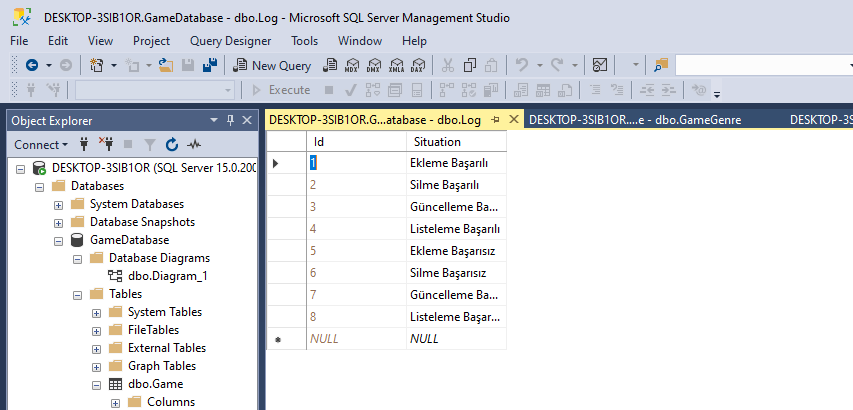 DESKTOP-3SIB1OR.GameDatabase - dbo.Log - Microsoft SQL Server Management Studio
File Edit View Project Query Designer Tools Window Help
New Query MDX DMX XMLA DAX
Execute
Object Explorer
Connect
DESKTOP-3SIB1OR (SQL Server 15.0.200
Databases
System Databases
Database Snapshots
GameDatabase
Database Diagrams
dbo.Diagram_1
Tables
System Tables
FileTables
External Tables
Graph Tables
dbo.Game
Columns
DESKTOP-3SIB1OR.G...atabase - dbo.Log DESKTOP-3SIB1OR....e - dbo.GameGenre DESKTOP-3S
Id Situation
1 Ekleme Başarılı
2 Silme Başarılı
3 Güncelleme Ba...
4 Listeleme Başarılı
5 Ekleme Başarısız
6 Silme Başarısız
7 Güncelleme Ba...
8 Listeleme Başar...
NULL NULL